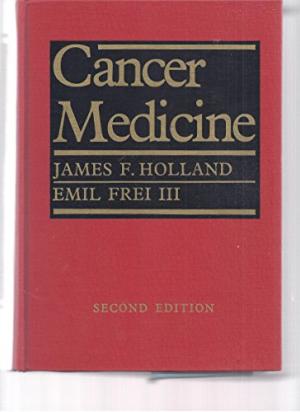 Cancer
Medicine
JAMES F. HOLLAND
EMIL FREI III
SECOND EDITION